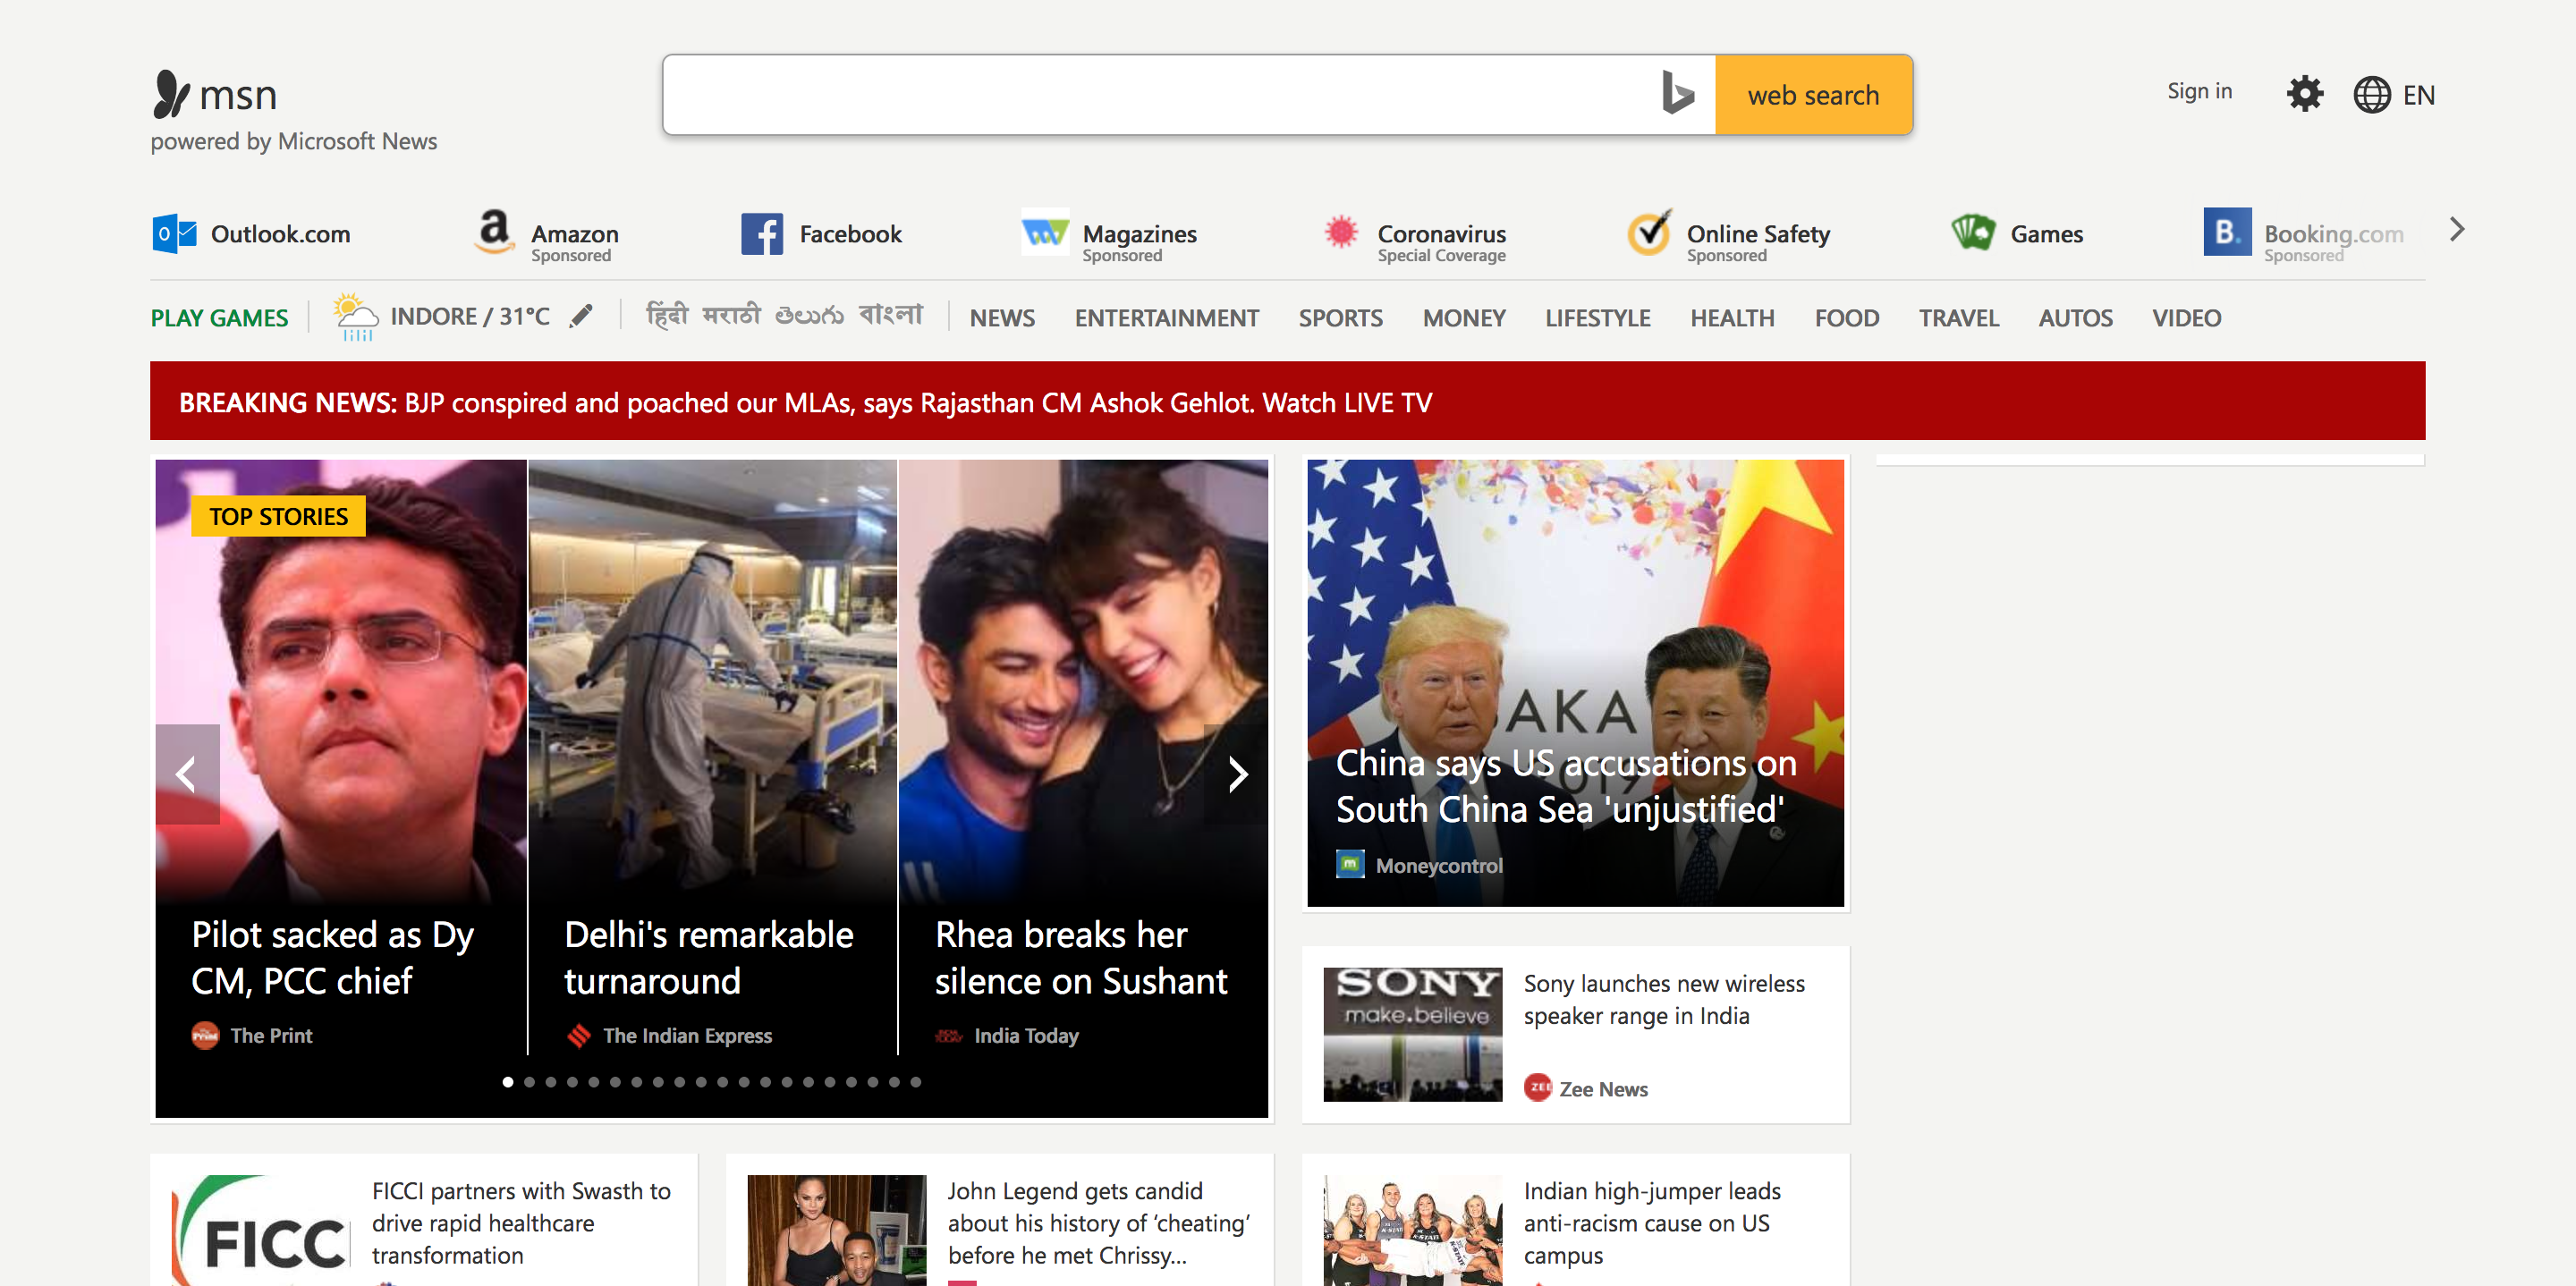 msn
powered by Microsoft News
web search
Sign in
EN
Outlook.com
Amazon
Sponsored
Facebook
Magazines
Sponsored
Coronavirus
Special Coverage
Online Safety
Sponsored
Games
B.
Booking.com
Sponsored
PLAY GAMES
INDORE / 31°C
हिंदी मराठी తెలుగు বাংলা
NEWS ENTERTAINMENT SPORTS MONEY LIFESTYLE HEALTH FOOD TRAVEL AUTOS VIDEO
BREAKING NEWS: BJP conspired and poached our MLAs, says Rajasthan CM Ashok Gehlot. Watch LIVE TV
TOP STORIES
Pilot sacked as Dy
CM, PCC chief
The Print
Delhi's remarkable
turnaround
The Indian Express
Rhea breaks her
silence on Sushant
India Today
AKA
2019
China says US accusations on
South China Sea 'unjustified'
Moneycontrol
SONY
make.believe
Sony launches new wireless
speaker range in India
ZEE
Zee News
FICC
FICCI partners with Swasth to
drive rapid healthcare
transformation
John Legend gets candid
about his history of ‘cheating’
before he met Chrissy...
Indian high-jumper leads
anti-racism cause on US
campus